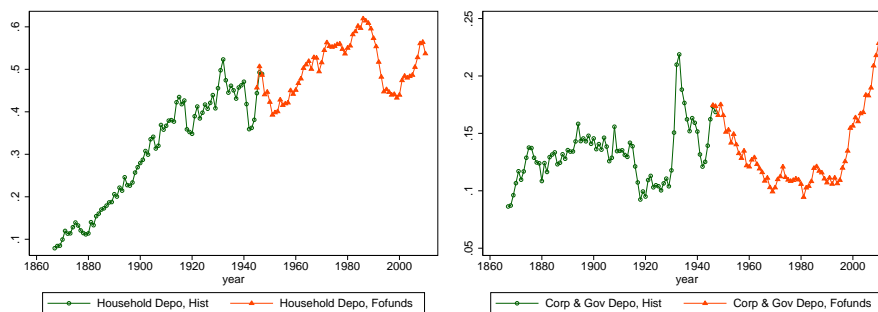 .6
.5
.4
.3
.2
.1
1860 1880 1900 1920 1940 1960 1980 2000
year
Household Depo, Hist Household Depo, Fofunds
.25
.2
.15
.1
.05
1860 1880 1900 1920 1940 1960 1980 2000
year
Corp & Gov Depo, Hist Corp & Gov Depo, Fofunds